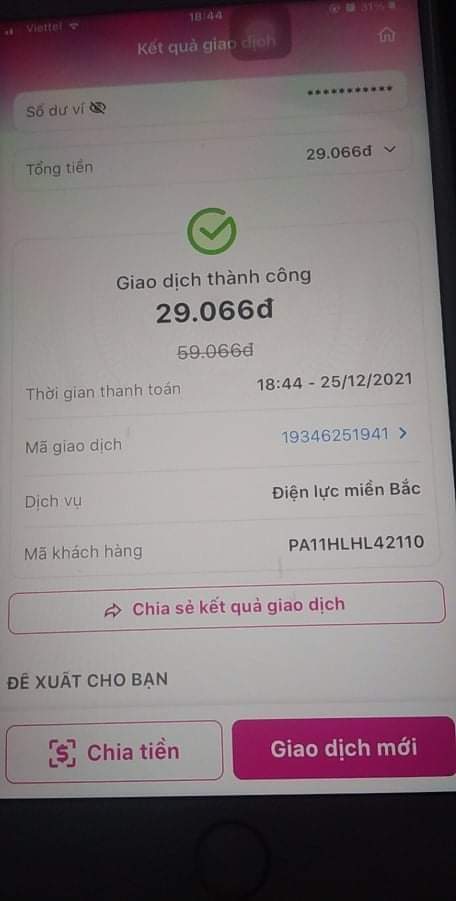 Viettel
18:44
31%
Kết quả giao dịch
Số dư ví
***********
Tổng tiền
29.066đ
Giao dịch thành công
29.066đ
59.066đ
Thời gian thanh toán
18:44 - 25/12/2021
Mã giao dịch
19346251941
Dịch vụ
Điện lực miền Bắc
Mã khách hàng
PA11HLHL42110
Chia sẻ kết quả giao dịch
ĐỀ XUẤT CHO BẠN
Chia tiền
Giao dịch mới